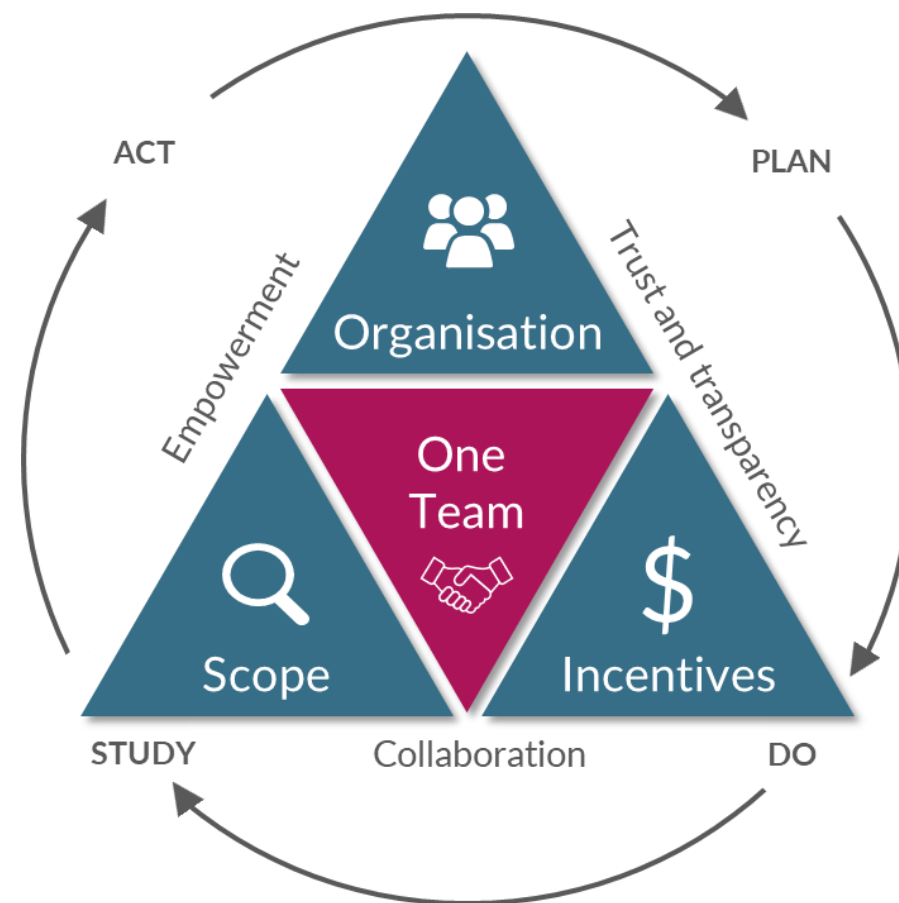 ACT
PLAN
Empowerment
Trust and transparency
Organisation
One
Team
$
Scope
Incentives
STUDY
Collaboration
DO